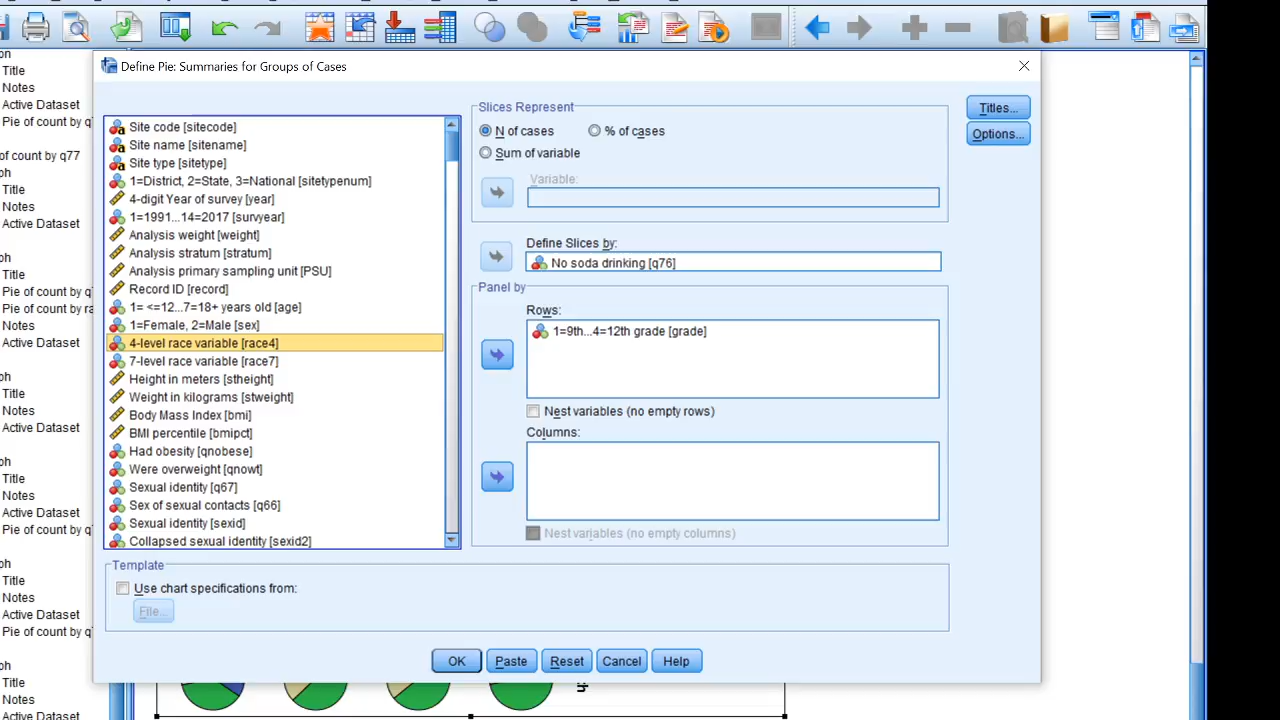 oh
Title
Notes
Active Dataset
Pie of count by q
of count by q77
oh
Title
Notes
Active Dataset
oh
Title
Pie of count by q7
Pie of count by ra
Notes
Active Dataset
oh
Title
Notes
Active Dataset
oh
Title
Notes
Active Dataset
Pie of count by q7
oh
Title
Notes
Active Dataset
Pie of count by q
oh
Title
Notes
Active Dataset
Define Pie: Summaries for Groups of Cases
Site code [sitecode]
Site name [sitename]
Site type [sitetype]
1=District, 2=State, 3=National [sitetypenum]
4-digit Year of survey [year]
1=1991...14=2017 [survyear]
Analysis weight [weight]
Analysis stratum [stratum]
Analysis primary sampling unit [PSU]
Record ID [record]
1= <=12...7=18+ years old [age]
1=Female, 2=Male [sex]
4-level race variable [race4]
7-level race variable [race7]
Height in meters [stheight]
Weight in kilograms [stweight]
Body Mass Index [bmi]
BMI percentile [bmipct]
Had obesity [qnobese]
Were overweight [qnowt]
Sexual identity [q67]
Sex of sexual contacts [q66]
Sexual identity [sexid]
Collapsed sexual identity [sexid2]
Slices Represent
N of cases
% of cases
Sum of variable
Variable:
Define Slices by:
No soda drinking [q76]
Panel by
Rows:
1=9th...4=12th grade [grade]
Nest variables (no empty rows)
Columns:
Nest variables (no empty columns)
Titles...
Options...
Template
Use chart specifications from:
File...
OK
Paste
Reset
Cancel
Help
th